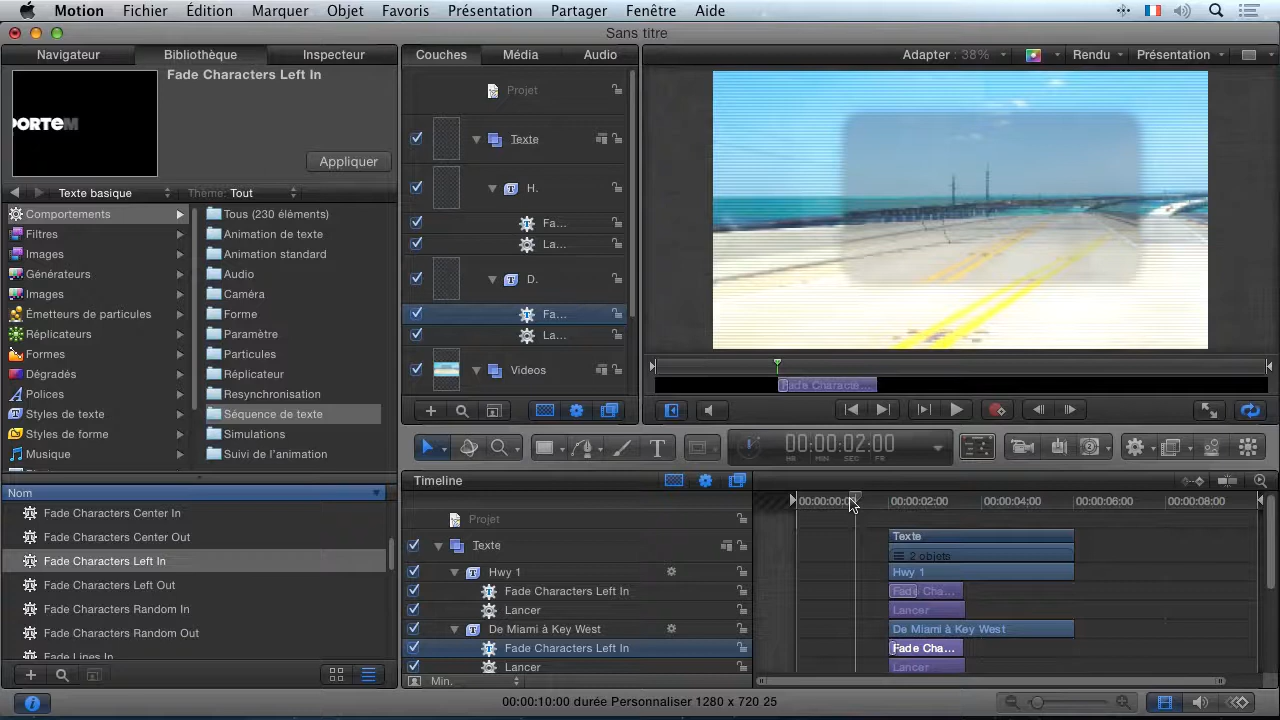 Motion Fichier Édition Marquer Objet Favoris Présentation Partager Fenêtre Aide
Sans titre
Navigateur Bibliothèque Inspecteur
Couches Média Audio
Adapter : 38% Rendu Présentation
Fade Characters Left In
PORTEM
Appliquer
Texte basique Thème: Tout
Comportements
Filtres
Images
Générateurs
Images
Émetteurs de particules
Réplicateurs
Formes
Dégradés
Polices
Styles de texte
Styles de forme
Musique
Tous (230 éléments)
Animation de texte
Animation standard
Audio
Caméra
Forme
Paramètre
Particules
Réplicateur
Resynchronisation
Séquence de texte
Simulations
Suivi de l'animation
Nom
Fade Characters Center In
Fade Characters Center Out
Fade Characters Left In
Fade Characters Left Out
Fade Characters Random In
Fade Characters Random Out
Fade Lines In
Projet
Texte
H.
Fa...
La...
D.
Fa...
La...
Videos
Fade Characte...
00:00:02:00
HR MIN SEC FR
Timeline
00:00:00:00 00:00:02:00 00:00:04:00 00:00:06:00 00:00:08:00
Projet
Texte
Hwy 1
Fade Characters Left In
Lancer
De Miami à Key West
Fade Characters Left In
Lancer
Texte
2 objets
Hwy 1
Fade Cha...
Lancer
De Miami à Key West
Fade Cha...
Lancer
Min.
00:00:10:00 durée Personnaliser 1280 x 720 25